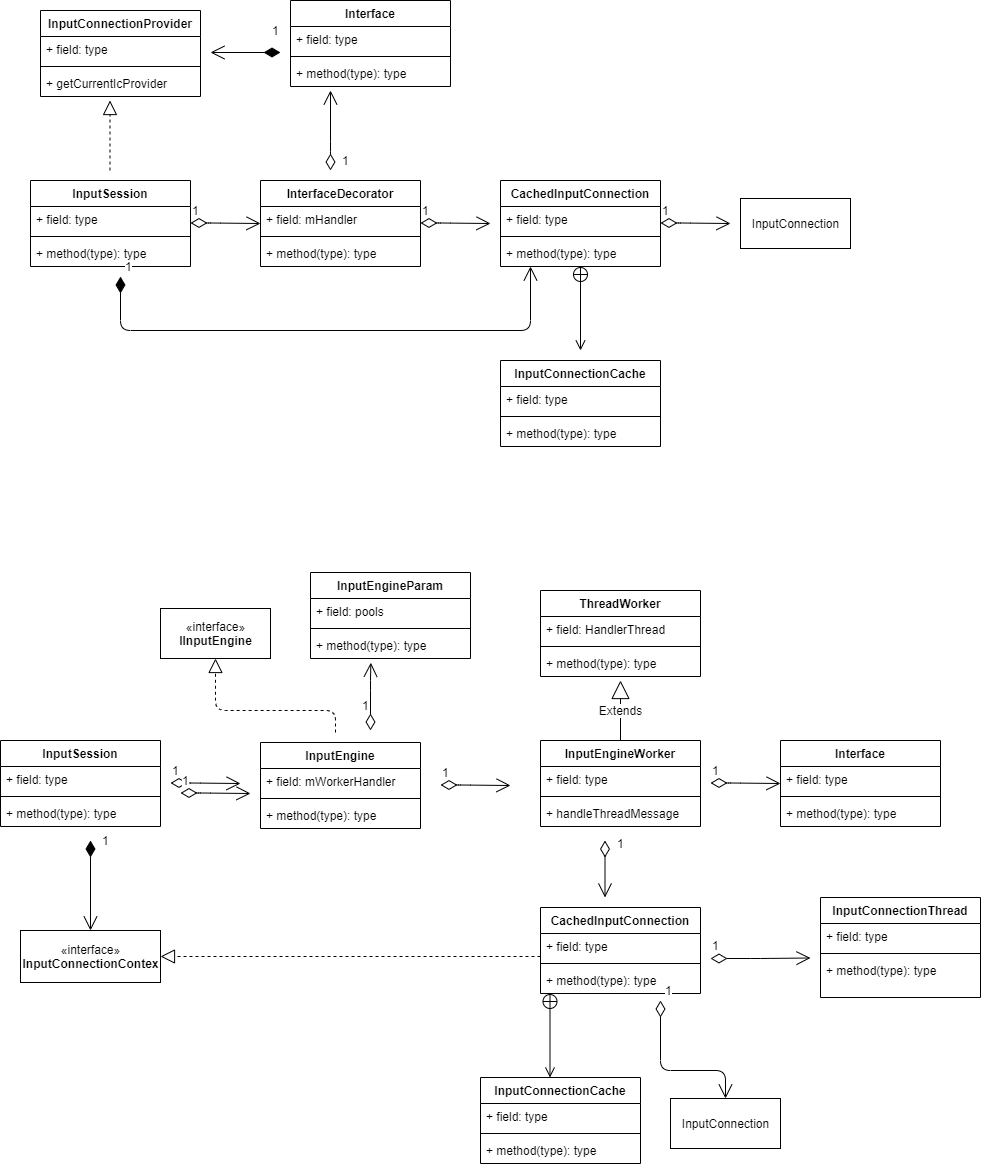 InputConnectionProvider
+ field: type
+ getCurrentIcProvider
1
Interface
+ field: type
+ method(type): type
1
InputSession
+ field: type
+ method(type): type
1
1
InterfaceDecorator
+ field: mHandler
+ method(type): type
1
CachedInputConnection
+ field: type
+ method(type): type
1
InputConnection
InputConnectionCache
+ field: type
+ method(type): type
«interface»
IInputEngine
InputEngineParam
+ field: pools
+ method(type): type
1
ThreadWorker
+ field: HandlerThread
+ method(type): type
Extends
InputSession
+ field: type
+ method(type): type
1
1
1
InputEngine
+ field: mWorkerHandler
+ method(type): type
1
InputEngineWorker
+ field: type
+ handleThreadMessage
1
1
Interface
+ field: type
+ method(type): type
«interface»
InputConnectionContex
CachedInputConnection
+ field: type
+ method(type): type
1
1
InputConnectionThread
+ field: type
+ method(type): type
InputConnectionCache
+ field: type
+ method(type): type
InputConnection